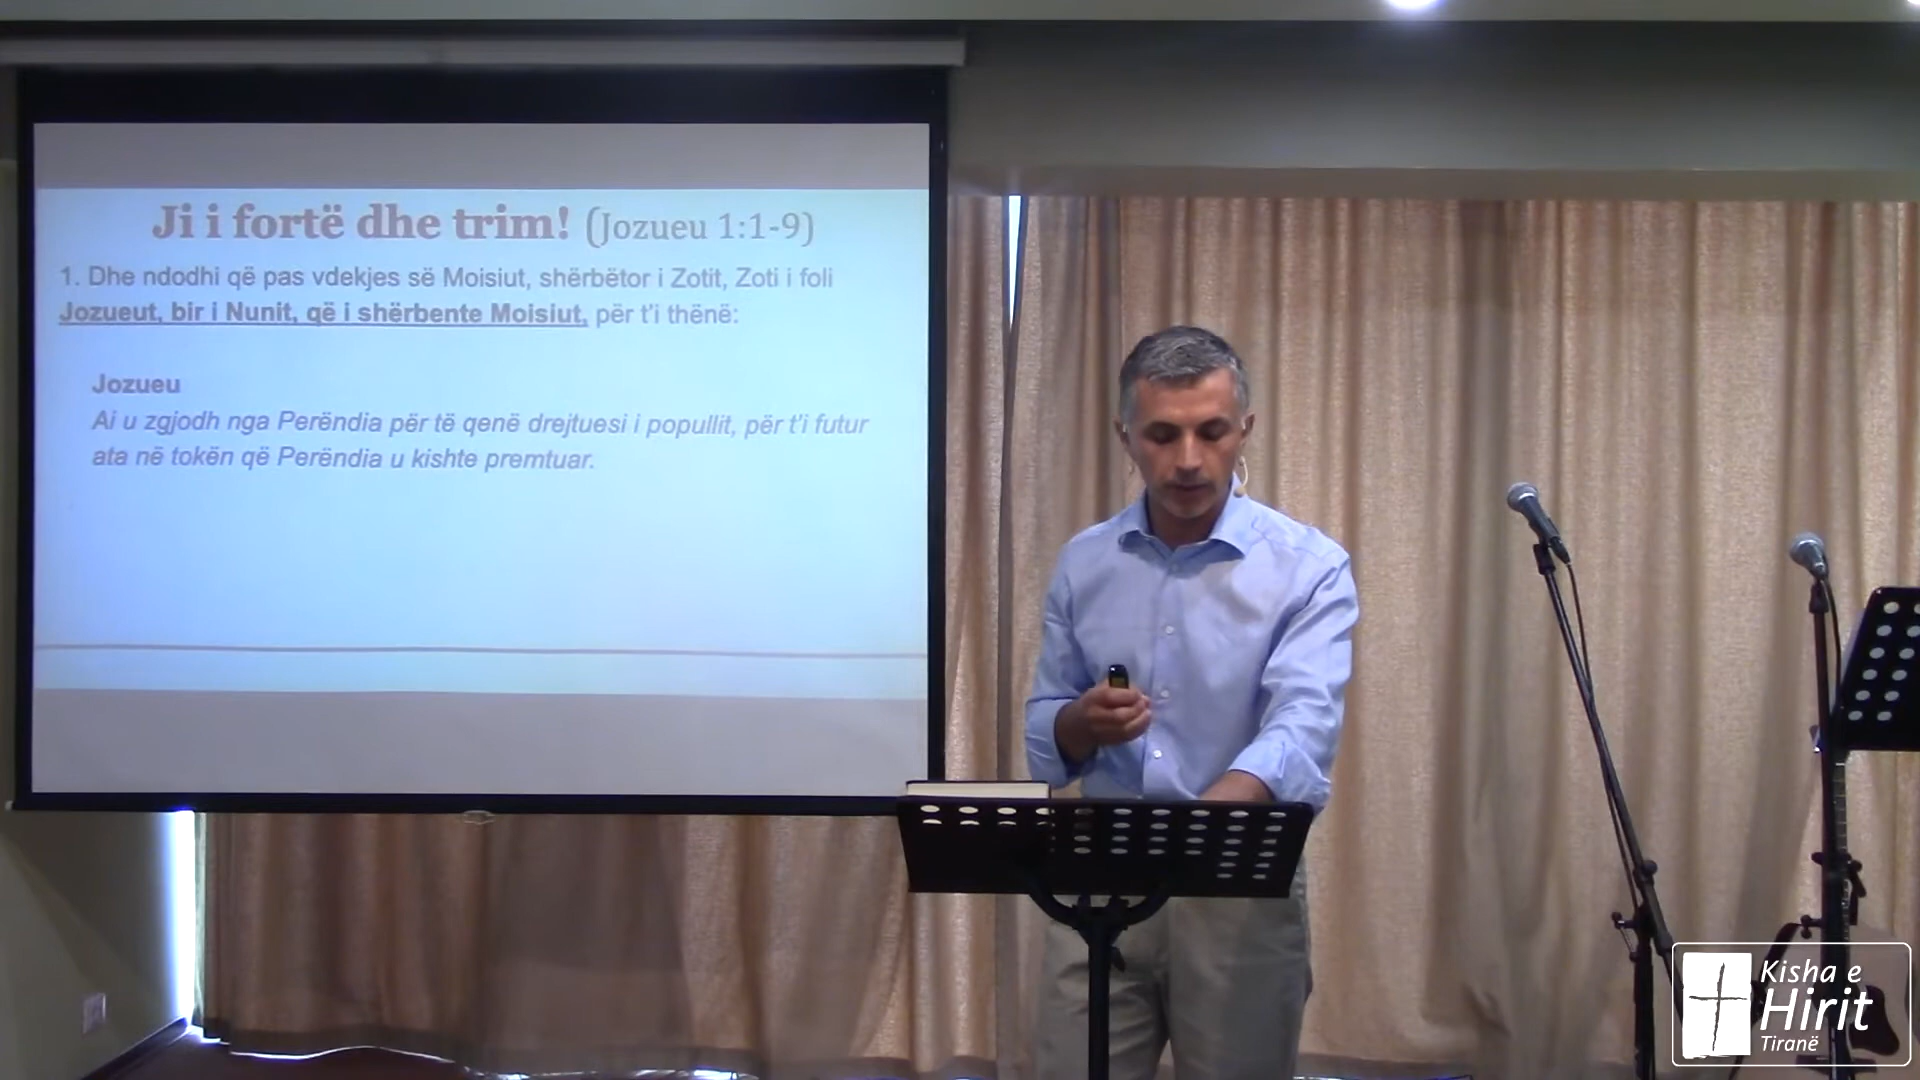 Ji i fortë dhe trim! (Jozueu 1:1-9)
1. Dhe ndodhi që pas vdekjes së Moisiut, shërbëtor i Zotit, Zoti i foli
Jozueut, bir i Nunit, që i shërbente Moisiut, për t'i thënë:
Jozueu
Ai u zgjodh nga Perëndia për të qenë drejtuesi i popullit, për t'i futur
ata në tokën që Perëndia u kishte premtuar.
Kisha e
Hirit
Tiranë